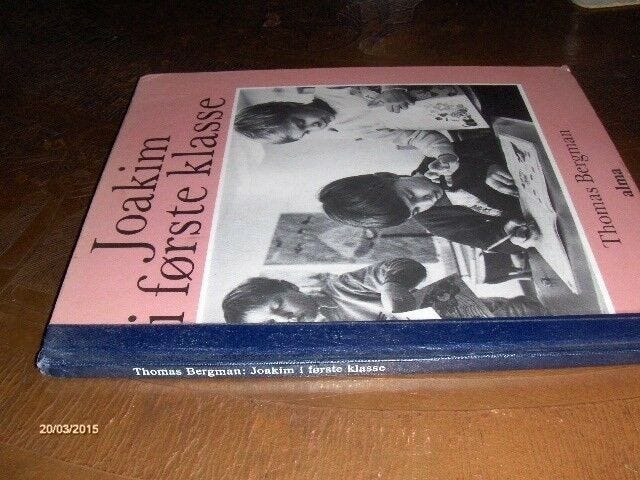 Joakim
i første klasse
Thomas Bergman
alma
Thomas Bergman: Joakim i første klasse
20/03/2015